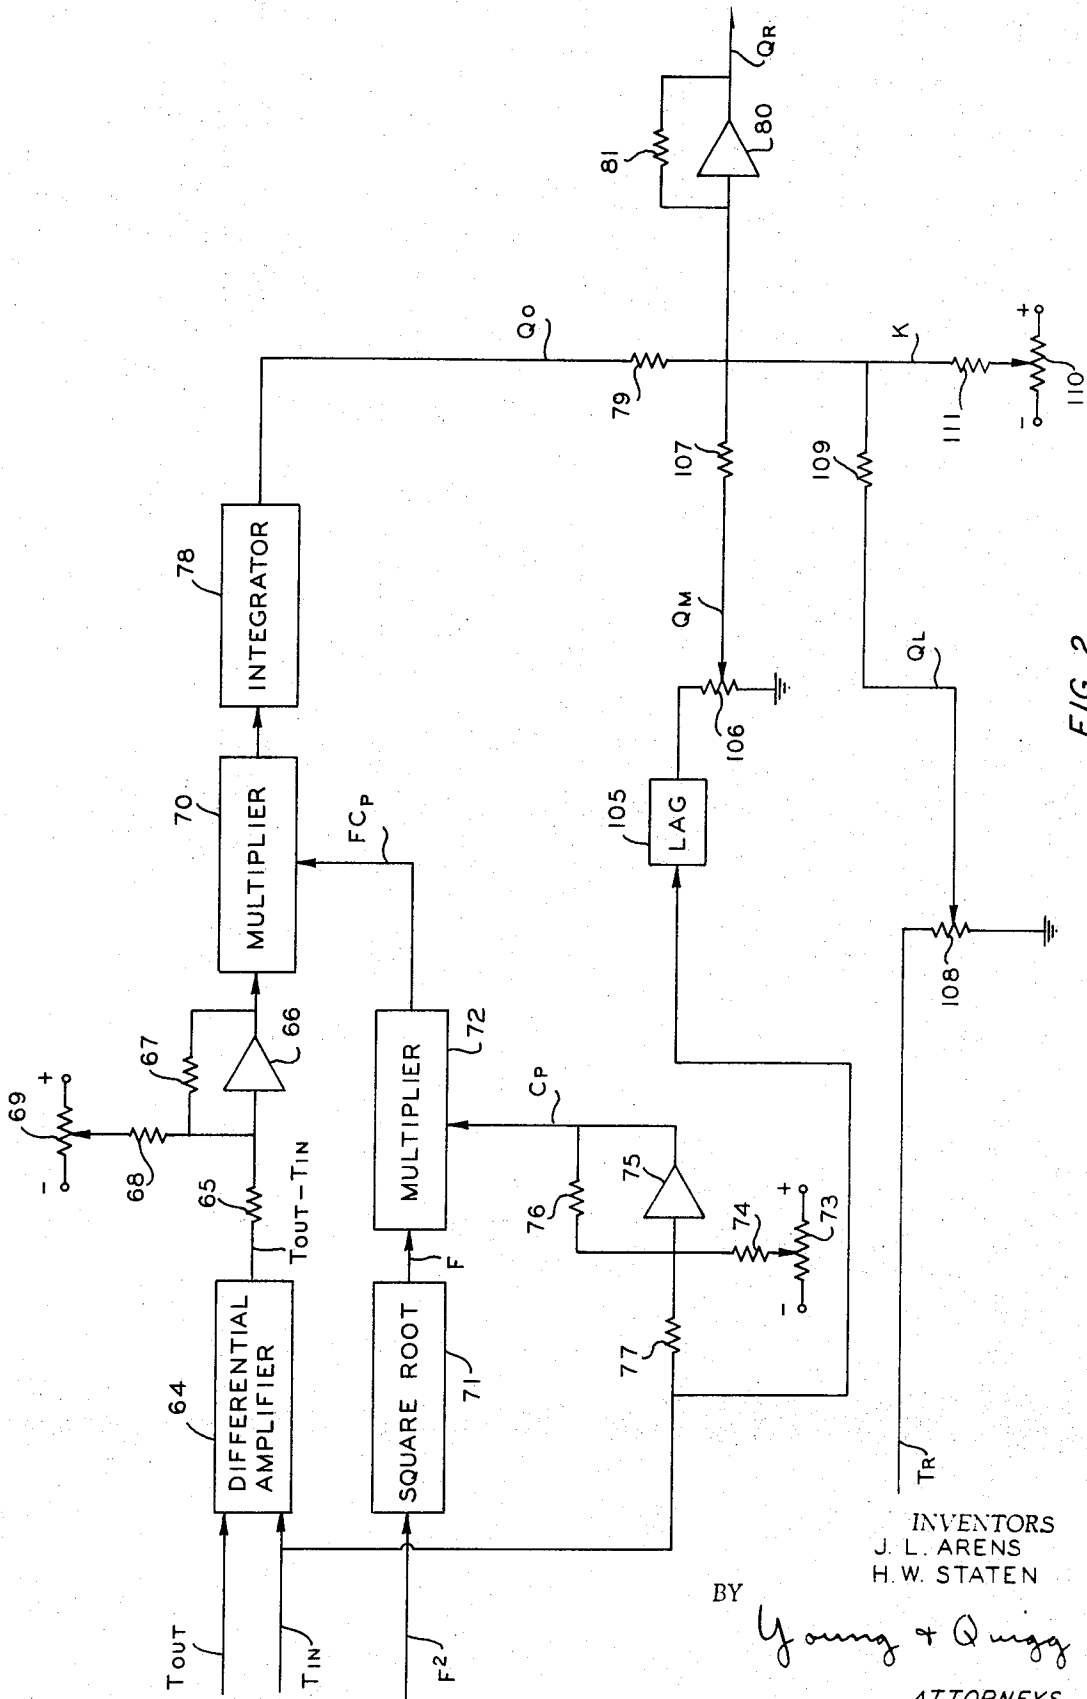 TOUT
TIN
F²
64
DIFFERENTIAL
AMPLIFIER
TOUT-TIN
65
68
69
-
+
67
66
70
MULTIPLIER
78
INTEGRATOR
QO
79
71
SQUARE ROOT
F
72
MULTIPLIER
FCP
CP
75
76
77
74
73
-
+
105
LAG
106
QM
107
81
80
QR
TR
108
QL
109
K
111
110
-
+
FIG. 2
INVENTORS
J. L. ARENS
H. W. STATEN
BY
Young & Quigg
ATTORNEYS